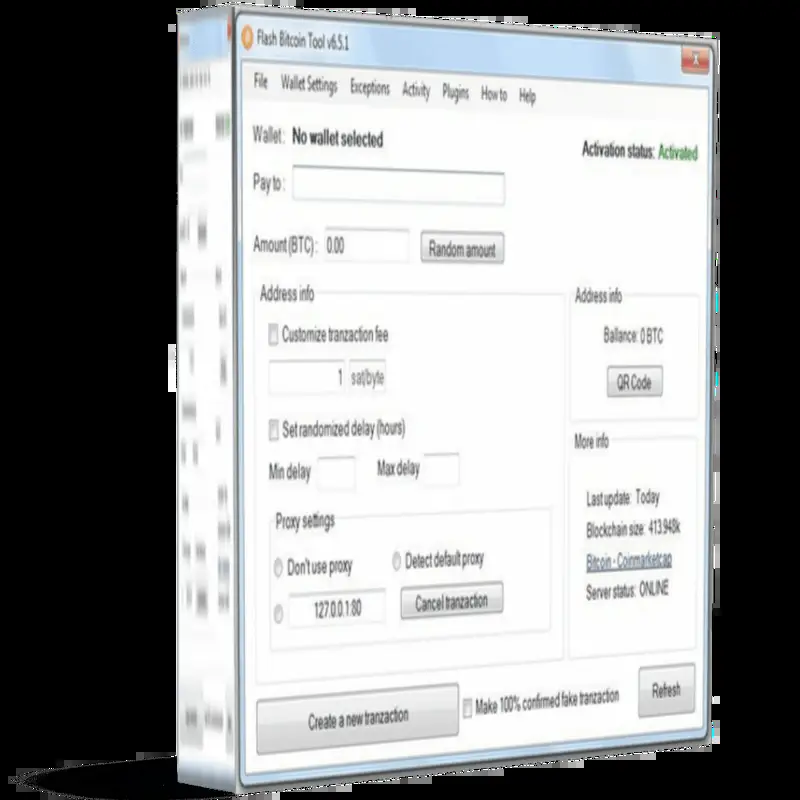 Flash Bitcoin Tool v6.5.1
X
File Wallet Settings Exceptions Activity Plugins How to Help
Wallet: No wallet selected
Activation status: Activated
Pay to:
Amount (BTC): 0.00 Random amount
Address info
Customize tranzaction fee
1 sat/byte
Set randomized delay (hours)
Min delay Max delay
Proxy settings
Don't use proxy Detect default proxy
127.0.0.1:80 Cancel tranzaction
Address info
Ballance: 0 BTC
QR Code
More info
Last update: Today
Blockchain size: 413.948k
Bitcoin - Coinmarketcap
Server status: ONLINE
Create a new tranzaction Make 100% confirmed fake tranzaction Refresh